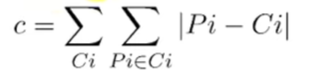 c = ∑ ∑ |Pi − Ci|
Ci Pi∈Ci